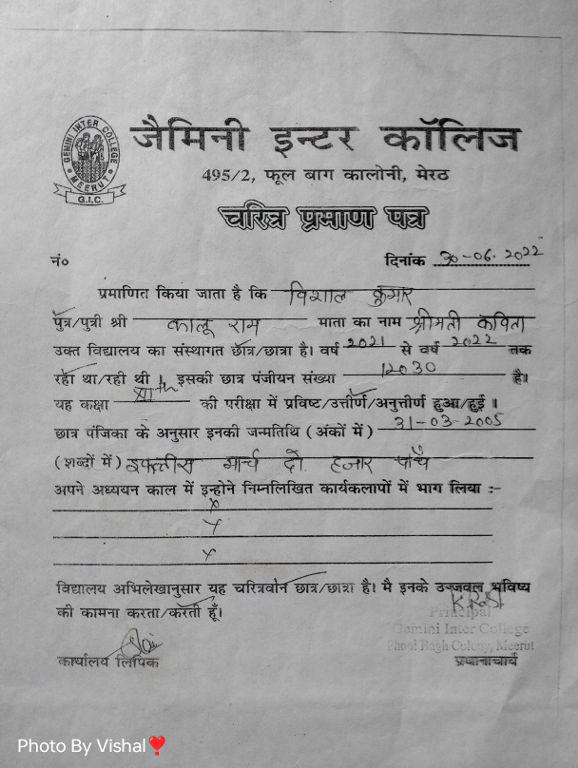 जैमिनी इन्टर कॉलिज
GEMINI INTER COLLEGE
MEERUT
G.I.C.
495/2, फूल बाग कालोनी, मेरठ
चरित्र प्रमाण पत्र
नं० दिनांक 30-06-2022
प्रमाणित किया जाता है कि विशाल कुमार
पुत्र/पुत्री श्री कालू राम माता का नाम श्रीमती कविता
उक्त विद्यालय का संस्थागत छात्र/छात्रा है। वर्ष 2021 से वर्ष 2022 तक
रहा था/रही थी। इसकी छात्र पंजीयन संख्या 12030 है।
यह कक्षा XII th की परीक्षा में प्रविष्ट/उत्तीर्ण/अनुत्तीर्ण हुआ/हुई ।
छात्र पंजिका के अनुसार इनकी जन्मतिथि (अंकों में) 31-03-2005
(शब्दों में) इकत्तीस मार्च दो हजार पाँच
अपने अध्ययन काल में इन्होने निम्नलिखित कार्यकलापों में भाग लिया :-
x
x
x
विद्यालय अभिलेखानुसार यह चरित्रवान छात्र/छात्रा है। मै इनके उज्जवल भविष्य
की कामना करता/करती हूँ।
Principal
Gemini Inter College
Phool Bagh Colony, Meerut
कार्यालय लिपिक प्रधानाचार्य
Photo By Vishal❣️